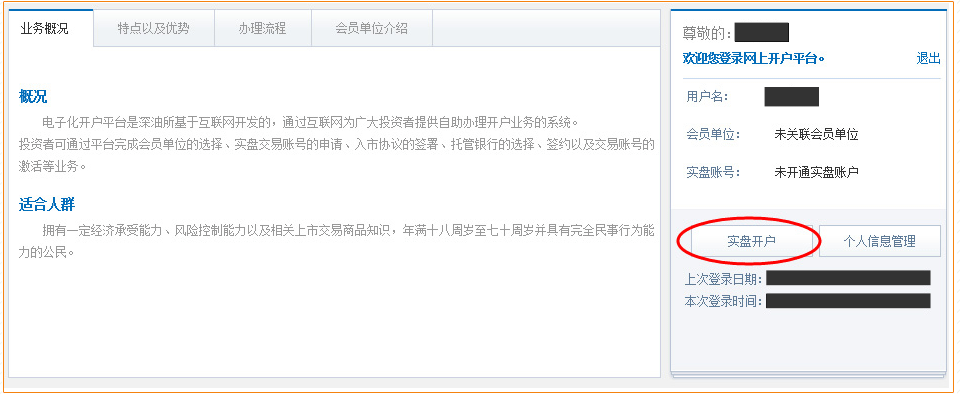 业务概况 特点以及优势 办理流程 会员单位介绍
概况
电子化开户平台是深油所基于互联网开发的，通过互联网为广大投资者提供自助办理开户业务的系统。
投资者可通过平台完成会员单位的选择、实盘交易账号的申请、入市协议的签署、托管银行的选择、签约以及交易账号的
激活等业务。
适合人群
拥有一定经济承受能力、风险控制能力以及相关上市交易商品知识，年满十八周岁至七十周岁并具有完全民事行为能
力的公民。
尊敬的：
欢迎您登录网上开户平台。 退出
用户名：
会员单位： 未关联会员单位
实盘账号： 未开通实盘账户
实盘开户 个人信息管理
上次登录日期：
本次登录时间：